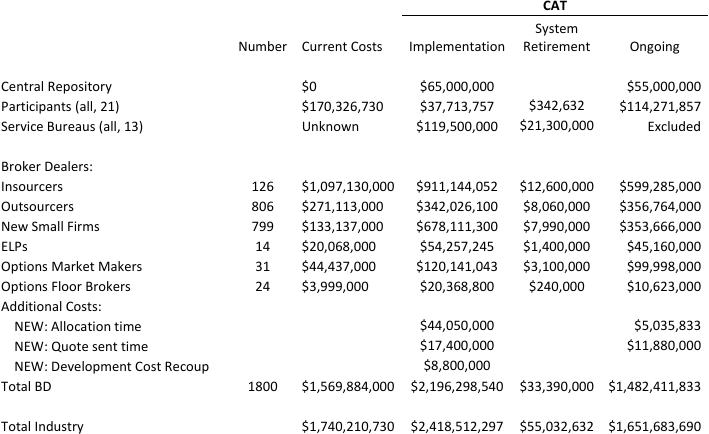 CAT
System
Number Current Costs Implementation Retirement Ongoing
Central Repository $0 $65,000,000 $55,000,000
Participants (all, 21) $170,326,730 $37,713,757 $342,632 $114,271,857
Service Bureaus (all, 13) Unknown $119,500,000 $21,300,000 Excluded
Broker Dealers:
Insourcers 126 $1,097,130,000 $911,144,052 $12,600,000 $599,285,000
Outsourcers 806 $271,113,000 $342,026,100 $8,060,000 $356,764,000
New Small Firms 799 $133,137,000 $678,111,300 $7,990,000 $353,666,000
ELPs 14 $20,068,000 $54,257,245 $1,400,000 $45,160,000
Options Market Makers 31 $44,437,000 $120,141,043 $3,100,000 $99,998,000
Options Floor Brokers 24 $3,999,000 $20,368,800 $240,000 $10,623,000
Additional Costs:
NEW: Allocation time $44,050,000 $5,035,833
NEW: Quote sent time $17,400,000 $11,880,000
NEW: Development Cost Recoup $8,800,000
Total BD 1800 $1,569,884,000 $2,196,298,540 $33,390,000 $1,482,411,833
Total Industry $1,740,210,730 $2,418,512,297 $55,032,632 $1,651,683,690